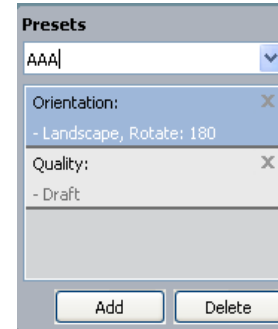 Presets
AAA
Orientation:
- Landscape, Rotate: 180
Quality:
- Draft
Add Delete